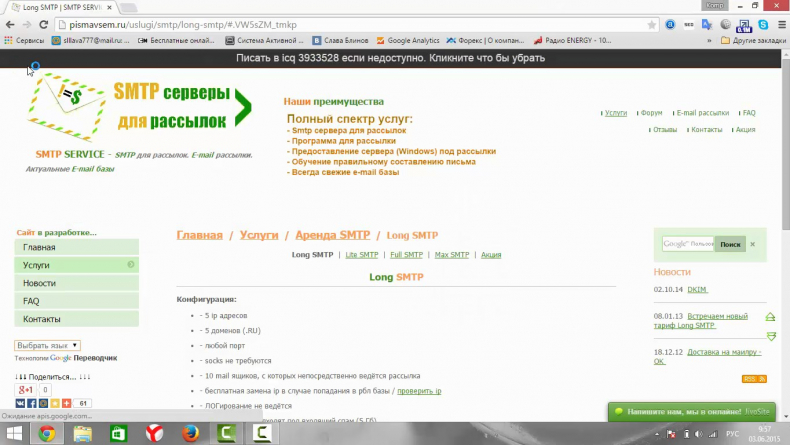 Long SMTP | SMTP SERV
Контр
pismavsem.ru/uslugi/smtp/long-smtp/#.VW5sZM_tmkp
Сервисы
sillava777@mail.ru:
Бесплатные онлай...
Система Активной ...
Google Analytics
Форекс | О компан...
Радио ENERGY - 10...
»
Другие закладки
Писать в icq 3933528 если недоступно. Кликните что бы убрать
SMTP серверы
для рассылок
SMTP SERVICE - SMTP для рассылок. E-mail рассылки.
Актуальные E-mail базы
Наши преимущества
Полный спектр услуг:
- Smtp сервера для рассылок
- Программа для рассылки
- Предоставление сервера (Windows) под рассылки
- Обучение правильному составлению письма
- Всегда свежие e-mail базы
Услуги
Форум
E-mail рассылки
FAQ
Отзывы
Контакты
Акция
Сайт в разработке...
Главная
Услуги
Новости
FAQ
Контакты
Выбрать язык
Технологии Google Переводчик
↓↓↓ Поделиться... ↓↓↓
g+1 0
61
Главная / Услуги / Аренда SMTP / Long SMTP
Long SMTP | Lite SMTP | Full SMTP | Max SMTP | Акция
Long SMTP
Конфигурация:
- 5 ip адресов
- 5 доменов (.RU)
- любой порт
socks не требуются
- 10 mail ящиков, с которых непосредственно ведётся рассылка
- бесплатная замена ip в случае попадания в рбл базы / проверить ip
- ЛОГирование не ведётся
Google™ Пользов
Поиск
×
Новости
02.10.14 DKIM
08.01.13 Встречаем новый
тариф Long SMTP
18.12.12 Доставка на маилру -
OK
RSS
Ожидание apis.google.com...
Напишите нам, мы в онлайне!
JivoSite
РУС
9:57
03.06.2015